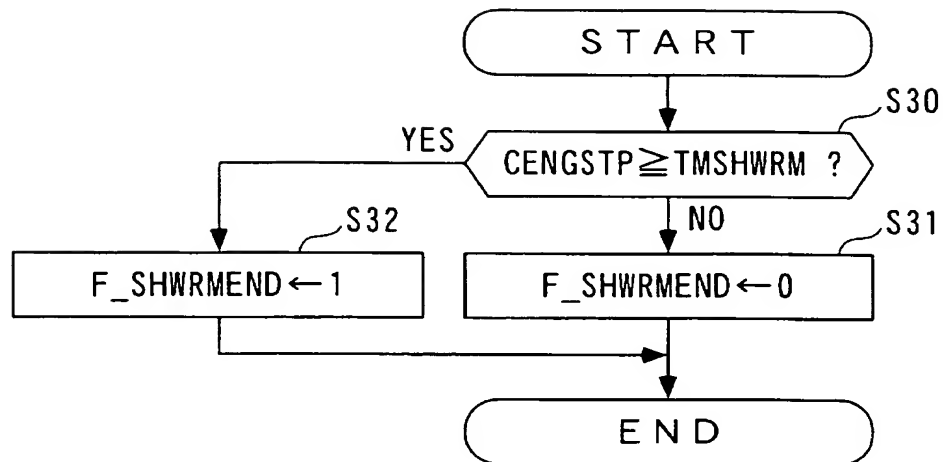 START
S30
YES
CENGSTP≧TMSHWRM ?
NO
S32
S31
F_SHWRMEND←1
F_SHWRMEND←0
END